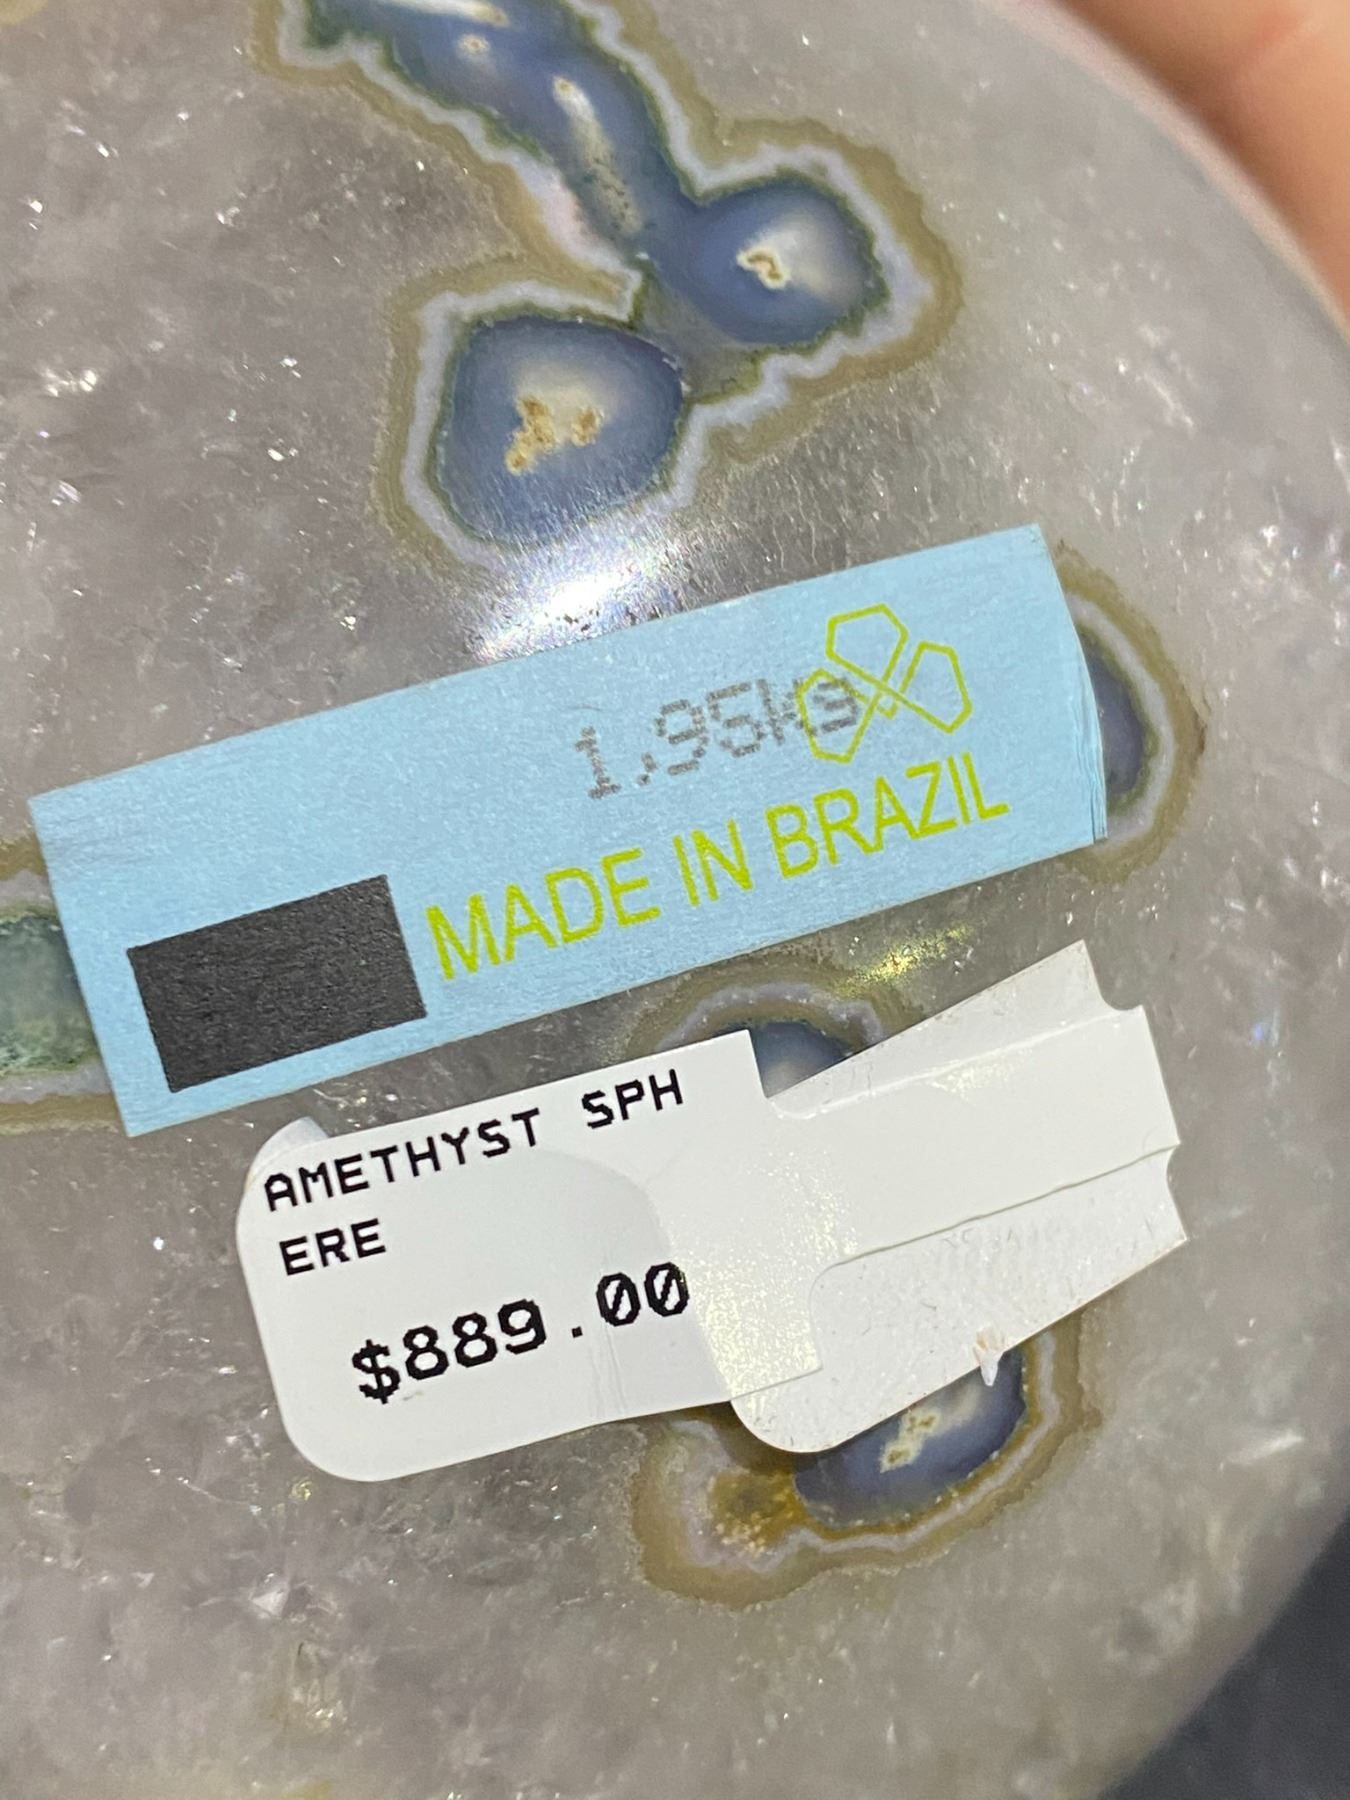 1.95kg
MADE IN BRAZIL
AMETHYST SPH
ERE
$889.00